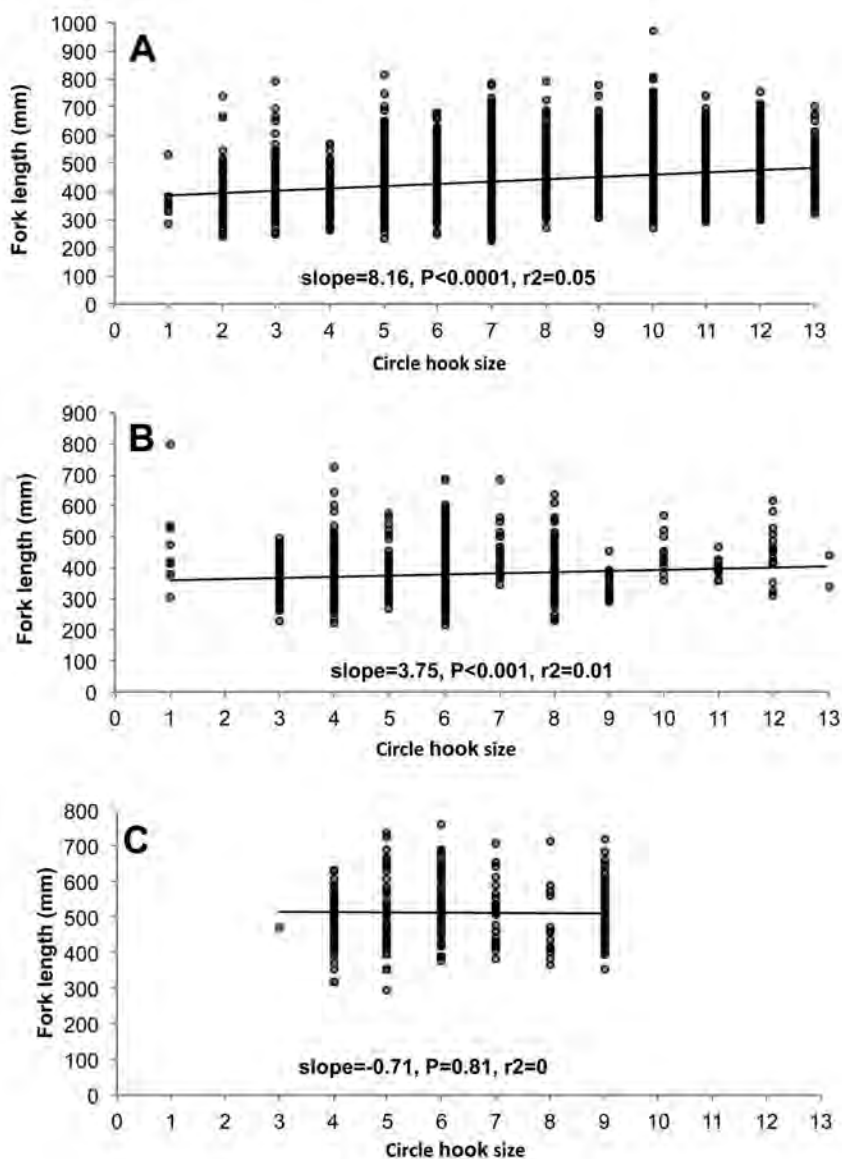 A
Fork length (mm)
1000
900
800
700
600
500
400
300
200
100
0
slope=8.16, P<0.0001, r2=0.05
0 1 2 3 4 5 6 7 8 9 10 11 12 13
Circle hook size
B
Fork length (mm)
900
800
700
600
500
400
300
200
100
0
slope=3.75, P<0.001, r2=0.01
0 1 2 3 4 5 6 7 8 9 10 11 12 13
Circle hook size
C
Fork length (mm)
800
700
600
500
400
300
200
100
0
slope=-0.71, P=0.81, r2=0
0 1 2 3 4 5 6 7 8 9 10 11 12 13
Circle hook size